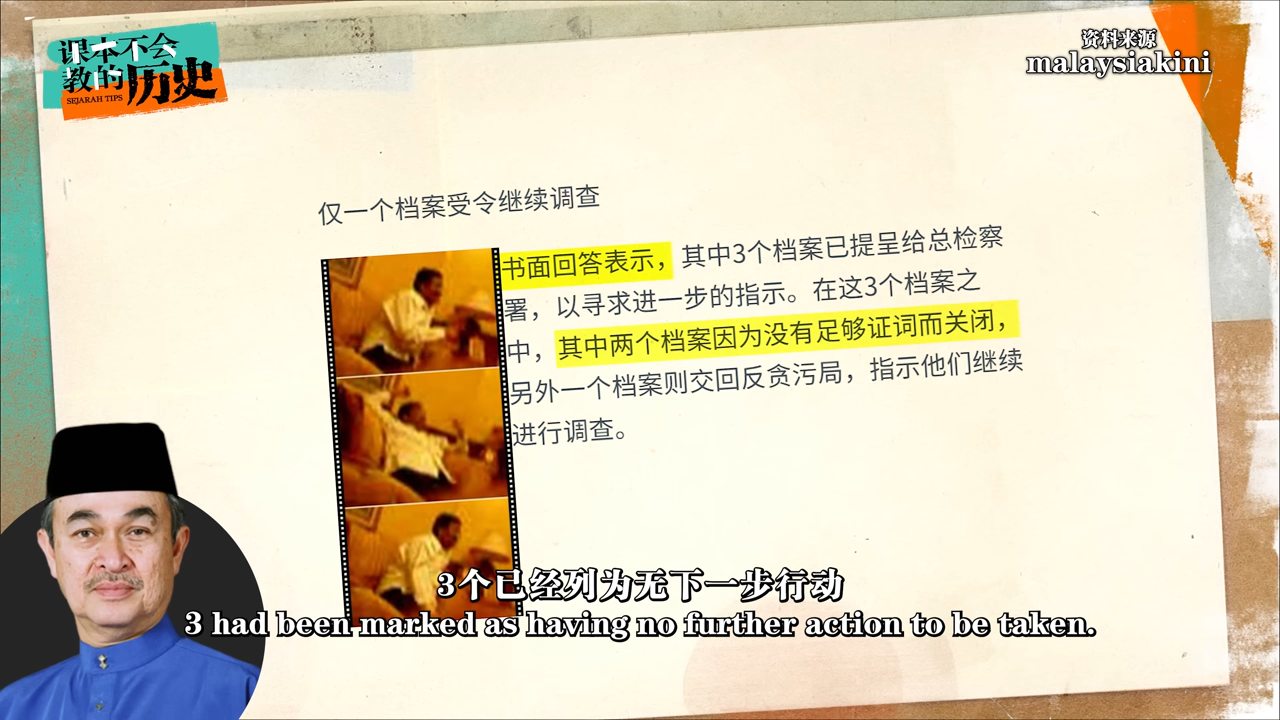 课本不会
教的历史
SEJARAH TIPS
资料来源
malaysiakini
仅一个档案受令继续调查
书面回答表示，其中3个档案已提呈给总检察
署，以寻求进一步的指示。在这3个档案之
中，其中两个档案因为没有足够证词而关闭，
另外一个档案则交回反贪污局，指示他们继续
进行调查。
3个已经列为无下一步行动
3 had been marked as having no further action to be taken.